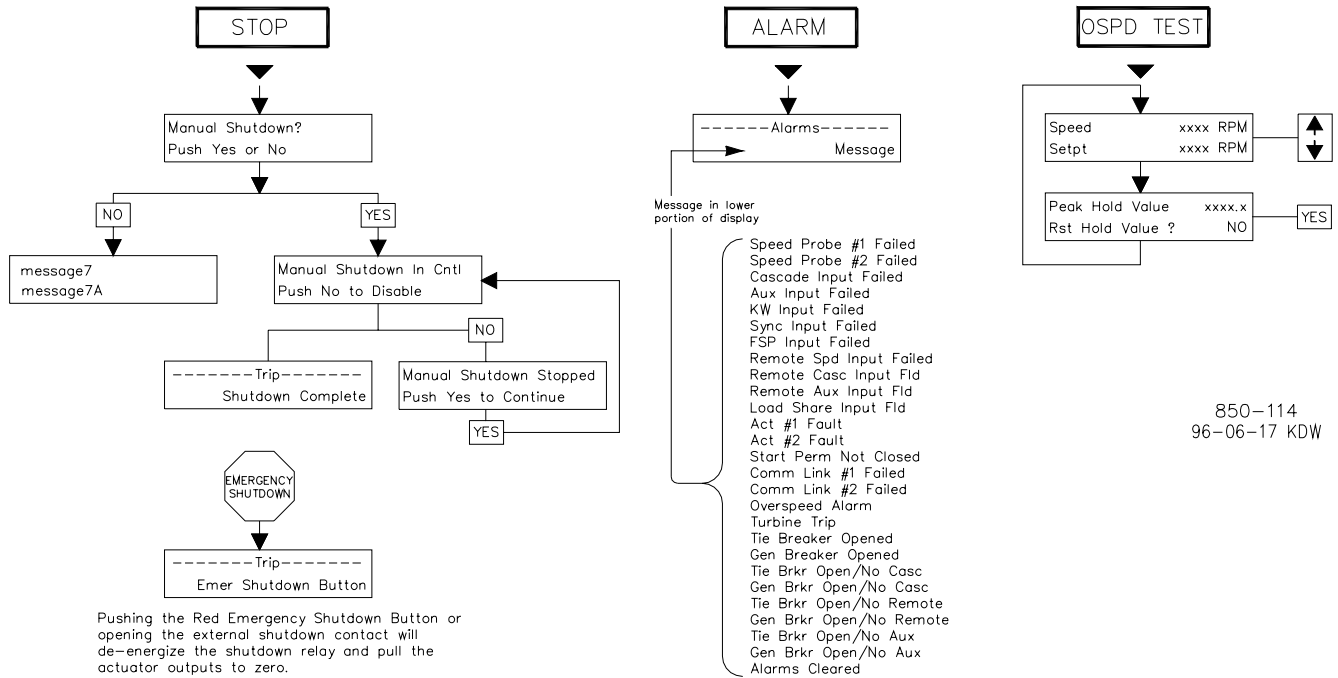 STOP
Manual Shutdown?
Push Yes or No
NO
YES
message7
message7A
Manual Shutdown In Cntl
Push No to Disable
NO
-------Trip-------
Shutdown Complete
Manual Shutdown Stopped
Push Yes to Continue
YES
EMERGENCY
SHUTDOWN
-------Trip-------
Emer Shutdown Button
Pushing the Red Emergency Shutdown Button or
opening the external shutdown contact will
de-energize the shutdown relay and pull the
actuator outputs to zero.
ALARM
------Alarms------
Message
Message in lower
portion of display
Speed Probe #1 Failed
Speed Probe #2 Failed
Cascade Input Failed
Aux Input Failed
KW Input Failed
Sync Input Failed
FSP Input Failed
Remote Spd Input Failed
Remote Casc Input Fld
Remote Aux Input Fld
Load Share Input Fld
Act #1 Fault
Act #2 Fault
Start Perm Not Closed
Comm Link #1 Failed
Comm Link #2 Failed
Overspeed Alarm
Turbine Trip
Tie Breaker Opened
Gen Breaker Opened
Tie Brkr Open/No Casc
Gen Brkr Open/No Casc
Tie Brkr Open/No Remote
Gen Brkr Open/No Remote
Tie Brkr Open/No Aux
Gen Brkr Open/No Aux
Alarms Cleared
OSPD TEST
Speed xxxx RPM
Setpt xxxx RPM
Peak Hold Value xxxx.x
Rst Hold Value ? NO
YES
850-114
96-06-17 KDW